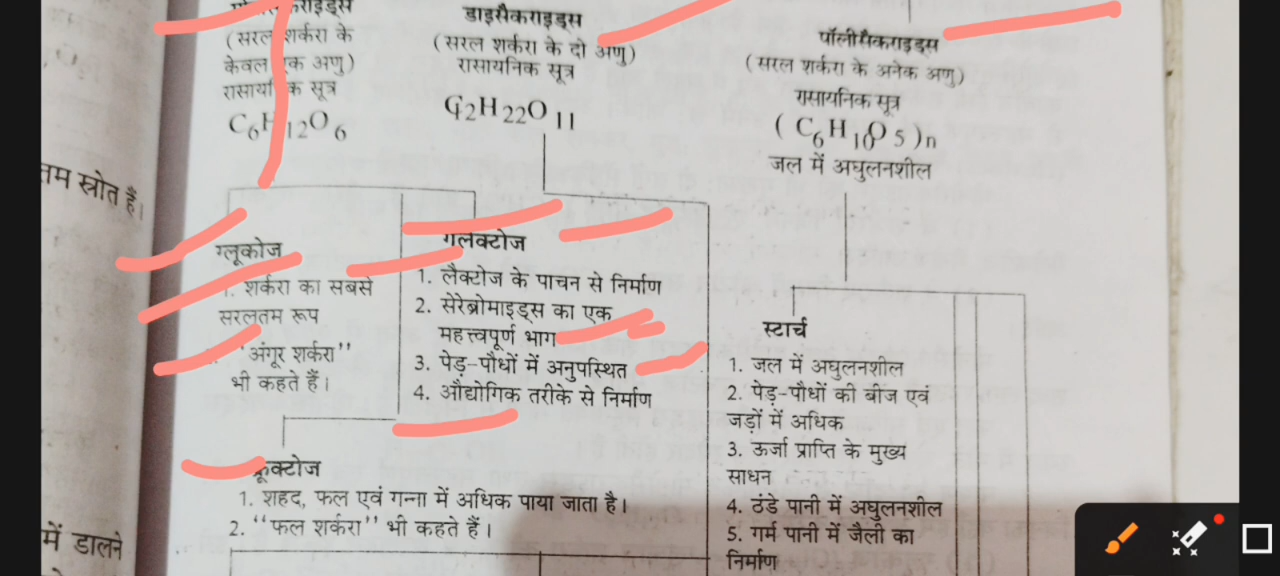 (सरल शर्करा के
केवल एक अणु)
रासायनिक सूत्र
C6H12O6
डाइसैकराइड्स
(सरल शर्करा के दो अणु)
रासायनिक सूत्र
C12H22O11
पॉलीसैकराइड्स
(सरल शर्करा के अनेक अणु)
रासायनिक सूत्र
(C6H10O5)n
जल में अघुलनशील
तम स्रोत हैं।
ग्लूकोज
1. शर्करा का सबसे
सरलतम रूप
"अंगूर शर्करा"
भी कहते हैं।
गलैक्टोज
1. लैक्टोज के पाचन से निर्माण
2. सेरेब्रोमाइड्स का एक
महत्त्वपूर्ण भाग
3. पेड़-पौधों में अनुपस्थित
4. औद्योगिक तरीके से निर्माण
फ्रूक्टोज
1. शहद, फल एवं गन्ना में अधिक पाया जाता है।
2. "फल शर्करा" भी कहते हैं।
स्टार्च
1. जल में अघुलनशील
2. पेड़-पौधों की बीज एवं
जड़ों में अधिक
3. ऊर्जा प्राप्ति के मुख्य
साधन
4. ठंडे पानी में अघुलनशील
5. गर्म पानी में जैली का
निर्माण
में डालने